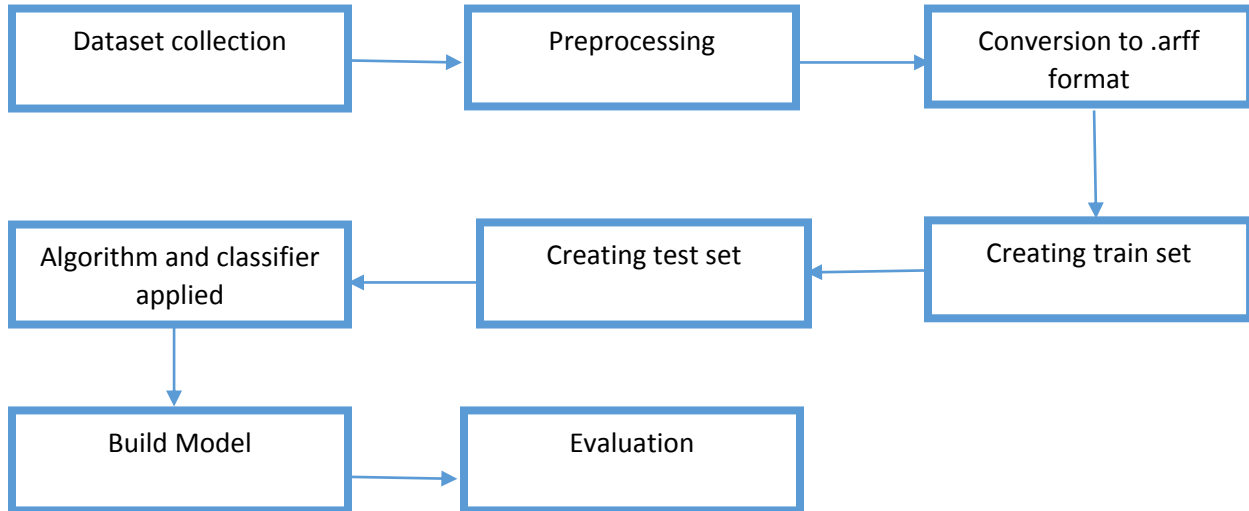 Dataset collection
Preprocessing
Conversion to .arff
format
Creating train set
Creating test set
Algorithm and classifier
applied
Build Model
Evaluation